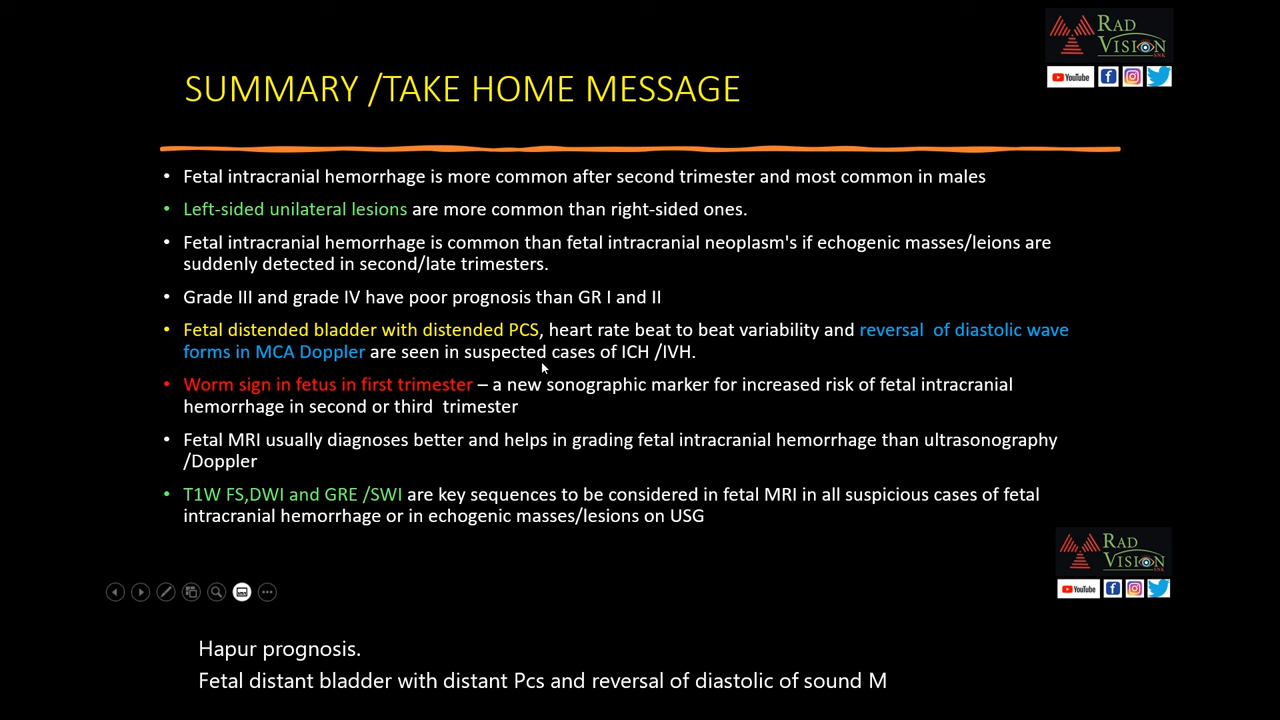 RAD
VISION
SNK
YouTube
SUMMARY /TAKE HOME MESSAGE
• Fetal intracranial hemorrhage is more common after second trimester and most common in males
• Left-sided unilateral lesions are more common than right-sided ones.
• Fetal intracranial hemorrhage is common than fetal intracranial neoplasm's if echogenic masses/leions are
suddenly detected in second/late trimesters.
• Grade III and grade IV have poor prognosis than GR I and II
• Fetal distended bladder with distended PCS, heart rate beat to beat variability and reversal of diastolic wave
forms in MCA Doppler are seen in suspected cases of ICH /IVH.
• Worm sign in fetus in first trimester – a new sonographic marker for increased risk of fetal intracranial
hemorrhage in second or third trimester
• Fetal MRI usually diagnoses better and helps in grading fetal intracranial hemorrhage than ultrasonography
/Doppler
• T1W FS,DWI and GRE /SWI are key sequences to be considered in fetal MRI in all suspicious cases of fetal
intracranial hemorrhage or in echogenic masses/lesions on USG
RAD
VISION
SNK
YouTube
Hapur prognosis.
Fetal distant bladder with distant Pcs and reversal of diastolic of sound M